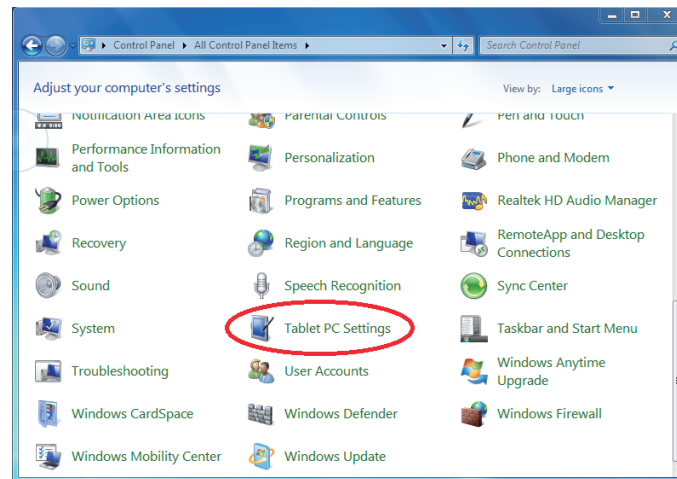 Control Panel All Control Panel Items
Search Control Panel
Adjust your computer's settings
View by: Large icons
Notification Area Icons
Parental Controls
Pen and Touch
Performance Information
and Tools
Personalization
Phone and Modem
Power Options
Programs and Features
Realtek HD Audio Manager
Recovery
Region and Language
RemoteApp and Desktop
Connections
Sound
Speech Recognition
Sync Center
System
Tablet PC Settings
Taskbar and Start Menu
Troubleshooting
User Accounts
Windows Anytime
Upgrade
Windows CardSpace
Windows Defender
Windows Firewall
Windows Mobility Center
Windows Update